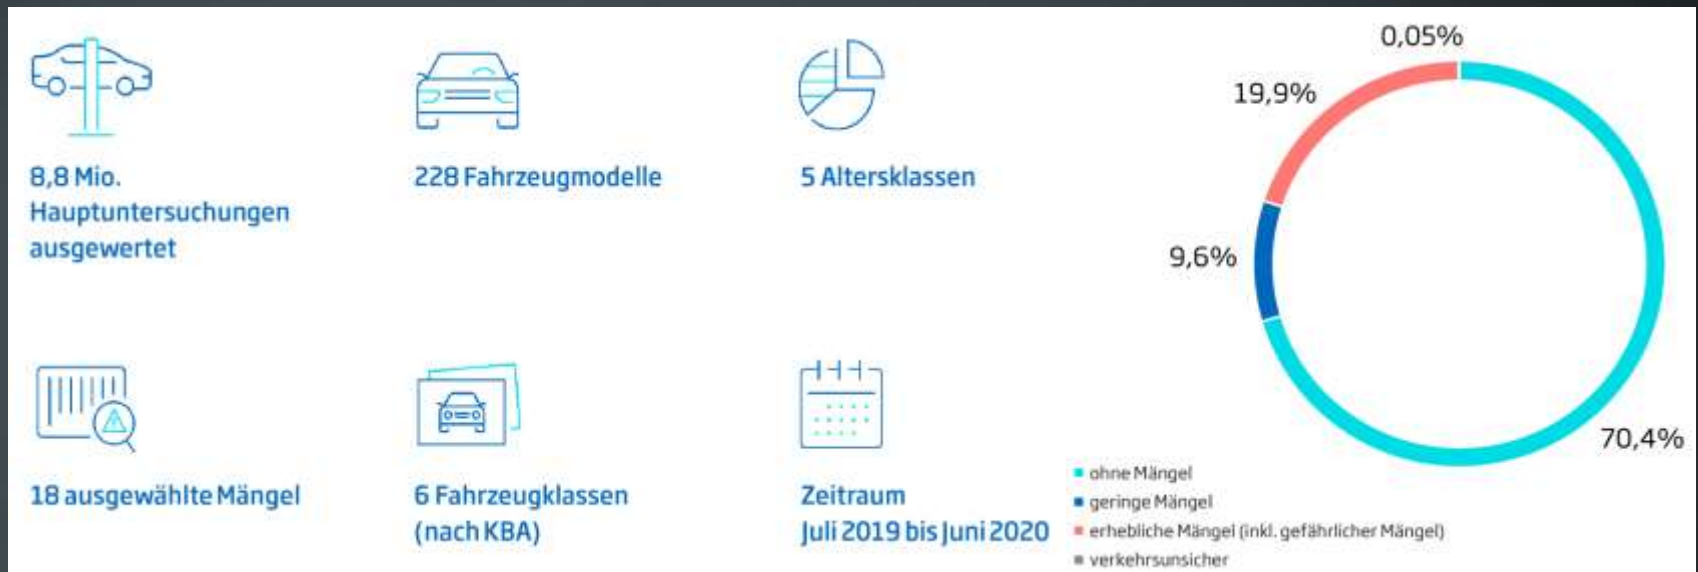 8,8 Mio.
Hauptuntersuchungen
ausgewertet
228 Fahrzeugmodelle
5 Altersklassen
18 ausgewählte Mängel
6 Fahrzeugklassen
(nach KBA)
Zeitraum
Juli 2019 bis Juni 2020
0,05%
19,9%
9,6%
70,4%
ohne Mängel
geringe Mängel
erhebliche Mängel (inkl. gefährlicher Mängel)
verkehrsunsicher